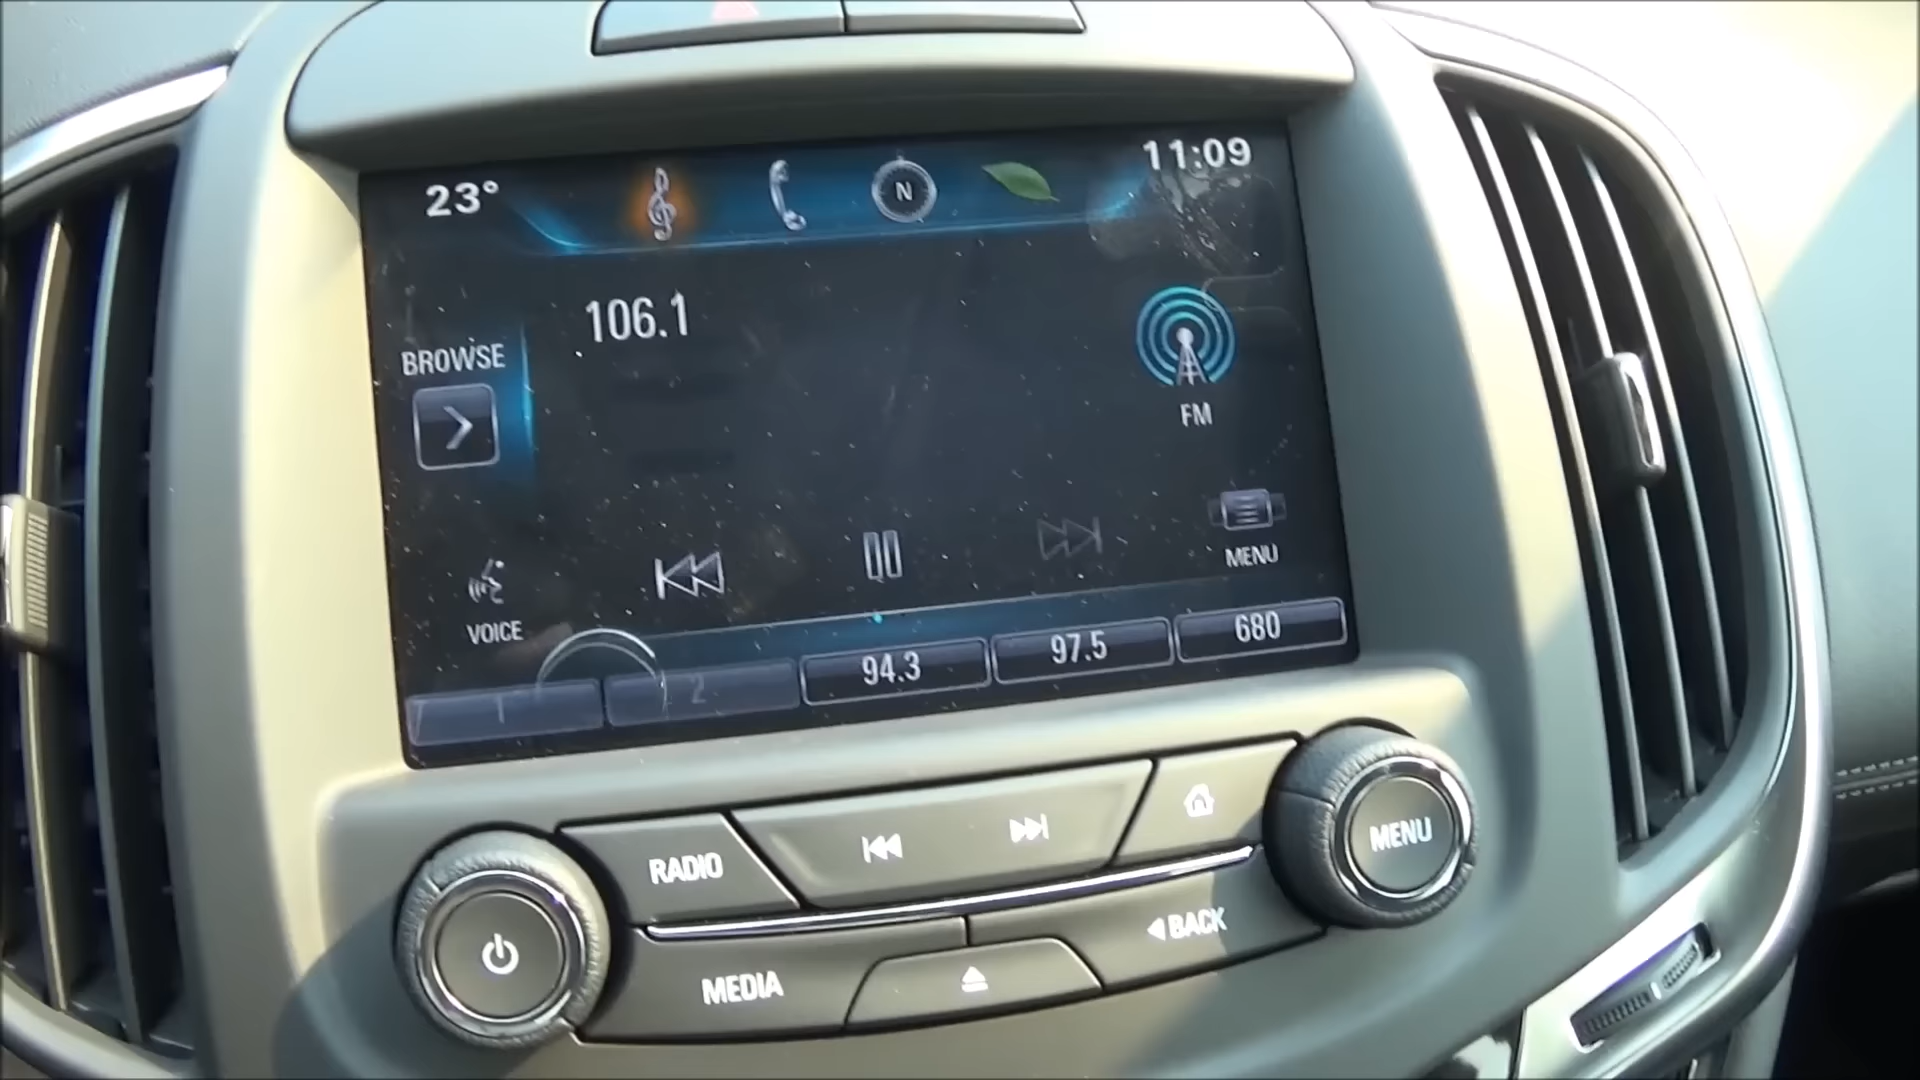 23°
N
11:09
106.1
BROWSE
FM
MENU
VOICE
1
2
94.3
97.5
680
RADIO
MENU
BACK
MEDIA